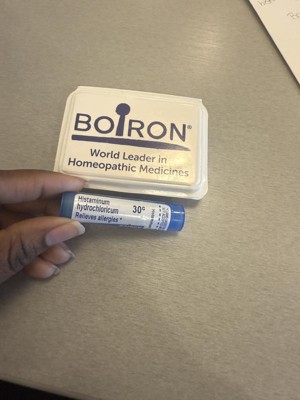 BOIRON®
World Leader in
Homeopathic Medicines
Histaminum
hydrochloricum 30c
Relieves allergies *